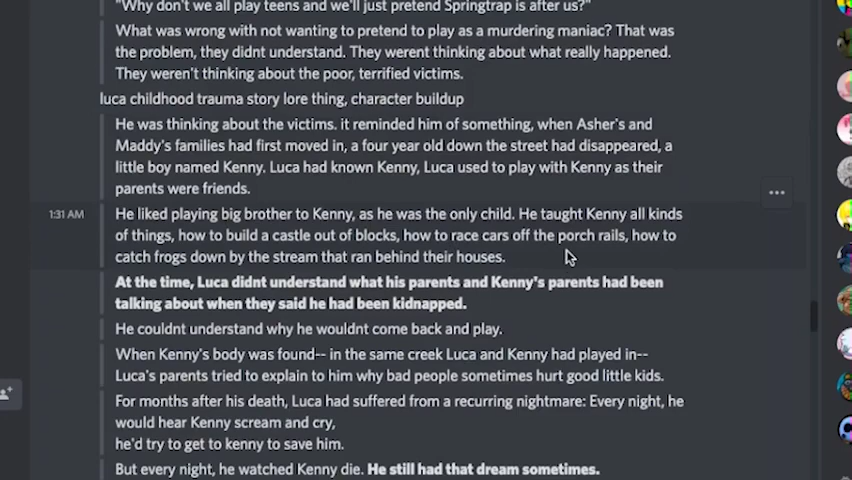 "Why don't we all play teens and we'll just pretend Springtrap is after us?"
What was wrong with not wanting to pretend to play as a murdering maniac? That was
the problem, they didnt understand. They werent thinking about what really happened.
They weren't thinking about the poor, terrified victims.
luca childhood trauma story lore thing, character buildup
He was thinking about the victims. it reminded him of something, when Asher's and
Maddy's families had first moved in, a four year old down the street had disappeared, a
little boy named Kenny. Luca had known Kenny, Luca used to play with Kenny as their
parents were friends.
1:31 AM
He liked playing big brother to Kenny, as he was the only child. He taught Kenny all kinds
of things, how to build a castle out of blocks, how to race cars off the porch rails, how to
catch frogs down by the stream that ran behind their houses.
At the time, Luca didnt understand what his parents and Kenny's parents had been
talking about when they said he had been kidnapped.
He couldnt understand why he wouldnt come back and play.
When Kenny's body was found-- in the same creek Luca and Kenny had played in--
Luca's parents tried to explain to him why bad people sometimes hurt good little kids.
For months after his death, Luca had suffered from a recurring nightmare: Every night, he
would hear Kenny scream and cry,
he'd try to get to kenny to save him.
But every night, he watched Kenny die. He still had that dream sometimes.